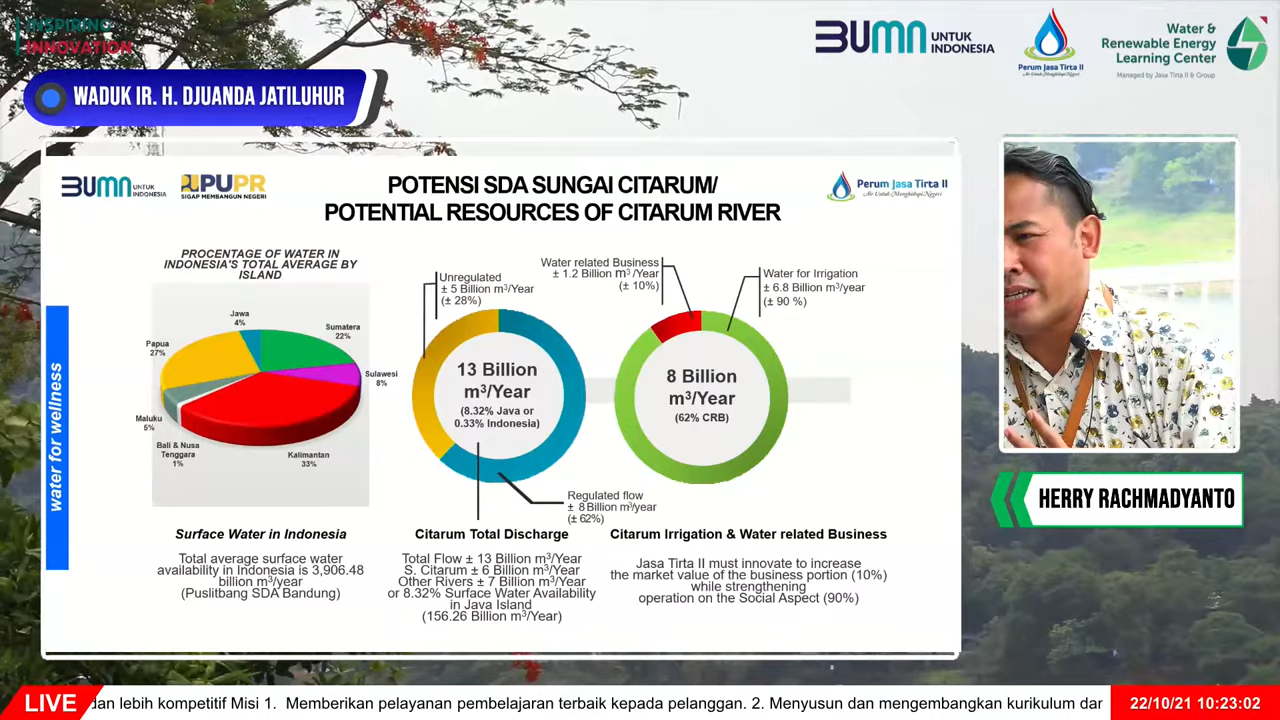 INSPIRING
INNOVATION
BUMN UNTUK
INDONESIA
Perum Jasa Tirta II
Air Untuk Menghidupi Negeri
Water &
Renewable Energy
Learning Center
Managed by Jasa Tirta II & Group
WADUK IR. H. DJUANDA JATILUHUR
BUMN UNTUK
INDONESIA
PUPR
SIGAP MEMBANGUN NEGERI
POTENSI SDA SUNGAI CITARUM/
POTENTIAL RESOURCES OF CITARUM RIVER
Perum Jasa Tirta II
Air Untuk Menghidupi Negeri
water for wellness
PROCENTAGE OF WATER IN
INDONESIA'S TOTAL AVERAGE BY
ISLAND
Jawa
4%
Sumatera
22%
Papua
27%
Sulawesi
8%
Maluku
5%
Bali & Nusa
Tenggara
1%
Kalimantan
33%
Surface Water in Indonesia
Total average surface water
availability in Indonesia is 3,906.48
billion m³/year
(Puslitbang SDA Bandung)
Unregulated
± 5 Billion m³/Year
(± 28%)
13 Billion
m³/Year
(8.32% Java or
0.33% Indonesia)
Regulated flow
± 8 Billion m³/year
(± 62%)
Citarum Total Discharge
Total Flow ± 13 Billion m³/Year
S. Citarum ± 6 Billion m³/Year
Other Rivers ± 7 Billion m³/Year
or 8.32% Surface Water Availability
in Java Island
(156.26 Billion m³/Year)
Water related Business
± 1.2 Billion m³ /Year
(± 10%)
Water for Irrigation
± 6.8 Billion m³/year
(± 90 %)
8 Billion
m³/Year
(62% CRB)
Citarum Irrigation & Water related Business
Jasa Tirta II must innovate to increase
the market value of the business portion (10%)
while strengthening
operation on the Social Aspect (90%)
HERRY RACHMADYANTO
LIVE
dan lebih kompetitif Misi 1. Memberikan pelayanan pembelajaran terbaik kepada pelanggan. 2. Menyusun dan mengembangkan kurikulum dar
22/10/21 10:23:02